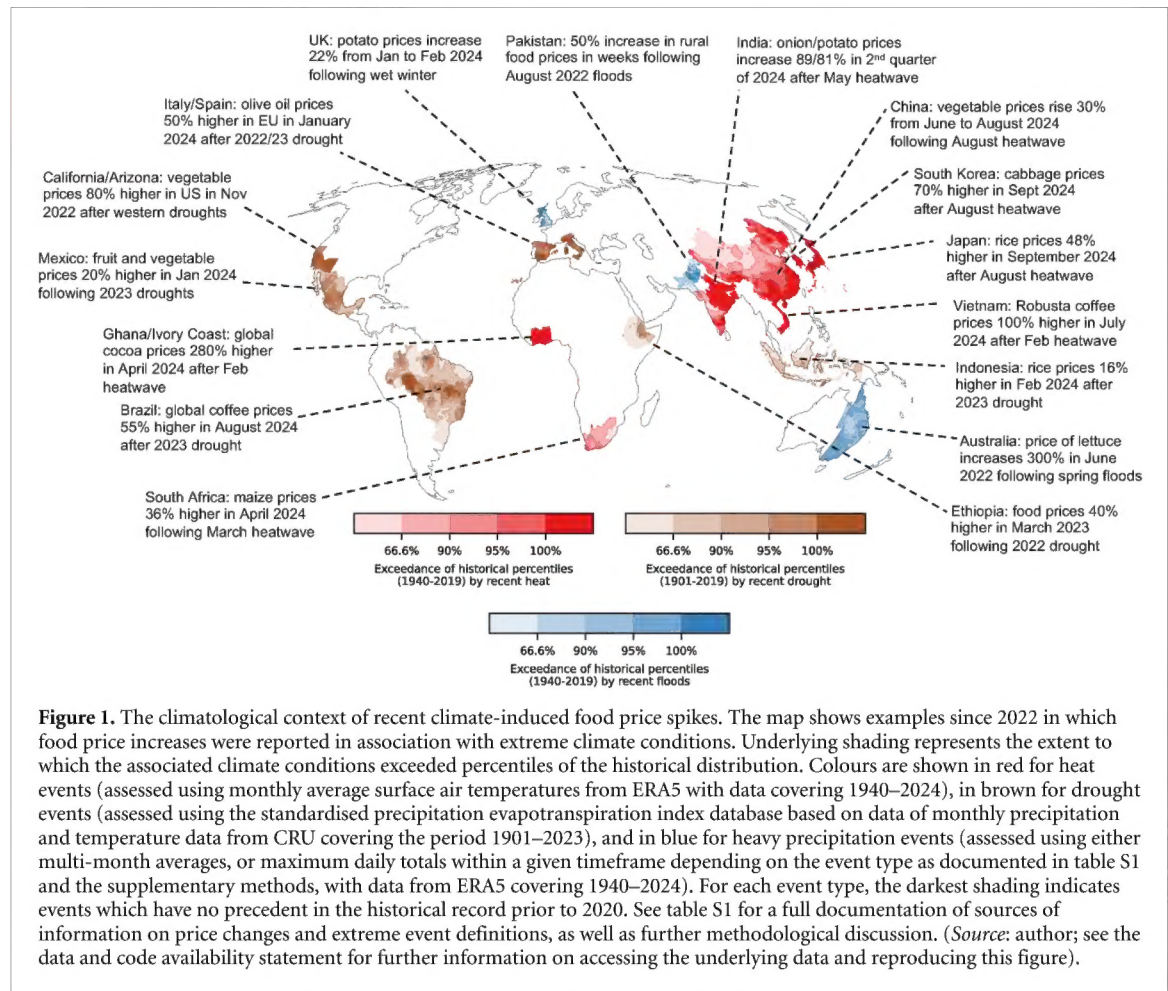 UK: potato prices increase
22% from Jan to Feb 2024
following wet winter
Pakistan: 50% increase in rural
food prices in weeks following
August 2022 floods
India: onion/potato prices
increase 89/81% in 2nd quarter
of 2024 after May heatwave
Italy/Spain: olive oil prices
50% higher in EU in January
2024 after 2022/23 drought
China: vegetable prices rise 30%
from June to August 2024
following August heatwave
California/Arizona: vegetable
prices 80% higher in US in Nov
2022 after western droughts
South Korea: cabbage prices
70% higher in Sept 2024
after August heatwave
Mexico: fruit and vegetable
prices 20% higher in Jan 2024
following 2023 droughts
Japan: rice prices 48%
higher in September 2024
after August heatwave
Ghana/Ivory Coast: global
cocoa prices 280% higher
in April 2024 after Feb
heatwave
Vietnam: Robusta coffee
prices 100% higher in July
2024 after Feb heatwave
Indonesia: rice prices 16%
higher in Feb 2024 after
2023 drought
Brazil: global coffee prices
55% higher in August 2024
after 2023 drought
Australia: price of lettuce
increases 300% in June
2022 following spring floods
South Africa: maize prices
36% higher in April 2024
following March heatwave
Ethiopia: food prices 40%
higher in March 2023
following 2022 drought
66.6% 90% 95% 100%
Exceedance of historical percentiles
(1940-2019) by recent heat
66.6% 90% 95% 100%
Exceedance of historical percentiles
(1901-2019) by recent drought
66.6% 90% 95% 100%
Exceedance of historical percentiles
(1940-2019) by recent floods
Figure 1. The climatological context of recent climate-induced food price spikes. The map shows examples since 2022 in which
food price increases were reported in association with extreme climate conditions. Underlying shading represents the extent to
which the associated climate conditions exceeded percentiles of the historical distribution. Colours are shown in red for heat
events (assessed using monthly average surface air temperatures from ERA5 with data covering 1940–2024), in brown for drought
events (assessed using the standardised precipitation evapotranspiration index database based on data of monthly precipitation
and temperature data from CRU covering the period 1901–2023), and in blue for heavy precipitation events (assessed using either
multi-month averages, or maximum daily totals within a given timeframe depending on the event type as documented in table S1
and the supplementary methods, with data from ERA5 covering 1940–2024). For each event type, the darkest shading indicates
events which have no precedent in the historical record prior to 2020. See table S1 for a full documentation of sources of
information on price changes and extreme event definitions, as well as further methodological discussion. (Source: author; see the
data and code availability statement for further information on accessing the underlying data and reproducing this figure).